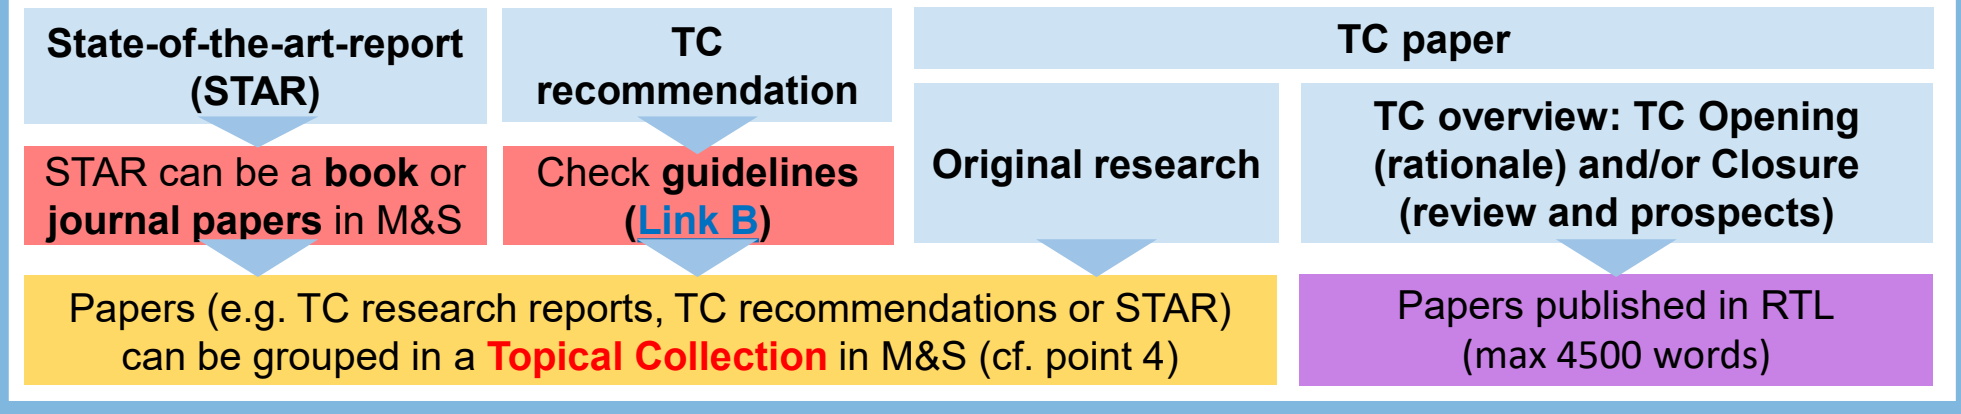 State-of-the-art-report
(STAR)
STAR can be a book or
journal papers in M&S
TC
recommendation
Check guidelines
(Link B)
TC paper
Original research
TC overview: TC Opening
(rationale) and/or Closure
(review and prospects)
Papers (e.g. TC research reports, TC recommendations or STAR)
can be grouped in a Topical Collection in M&S (cf. point 4)
Papers published in RTL
(max 4500 words)